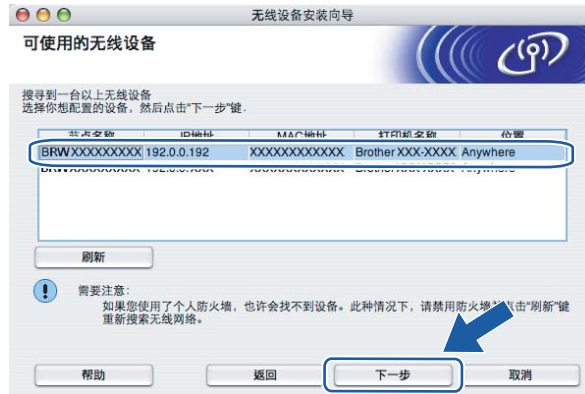 无线设备安装向导
可使用的无线设备
搜寻到一台以上无线设备
选择你想配置的设备，然后点击“下一步”键.
节点名称 IP地址 MAC地址 打印机名称 位置
BRWXXXXXXXXX 192.0.0.192 XXXXXXXXXXXX Brother XXX-XXXX Anywhere
刷新
需要注意:
如果您使用了个人防火墙，也许会找不到设备。此种情况下，请禁用防火墙 点击“刷新”键
重新搜索无线网络。
帮助 返回 下一步 取消